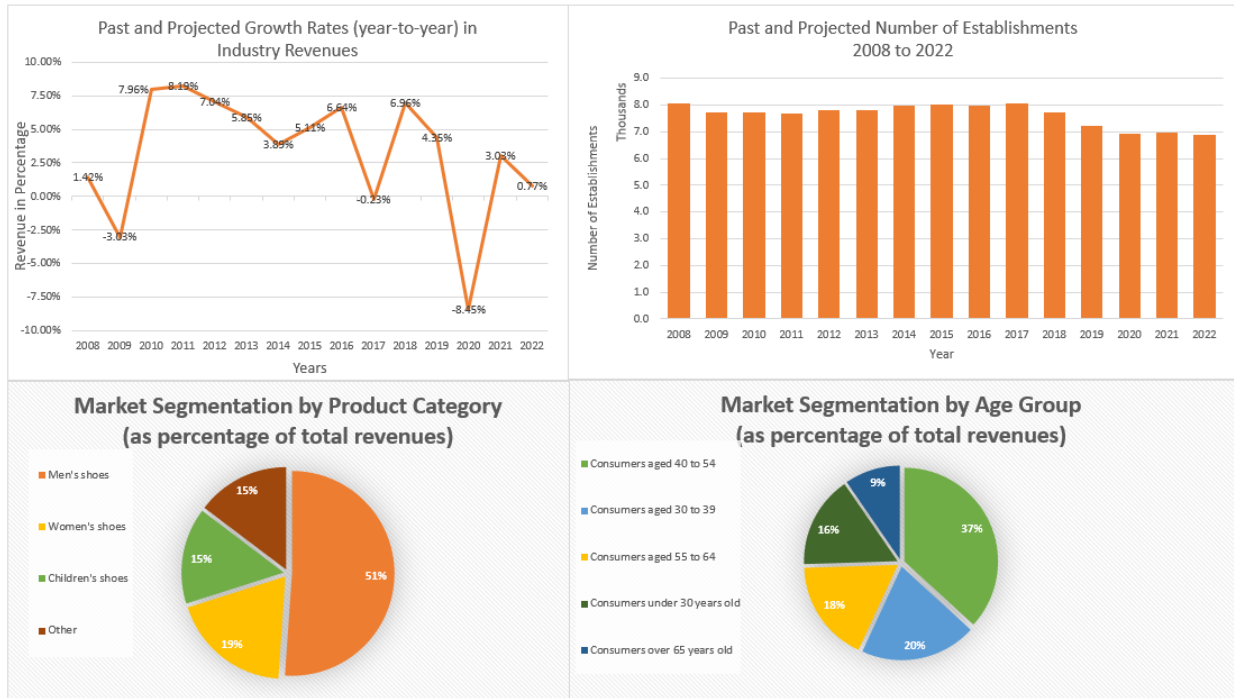 Past and Projected Growth Rates (year-to-year) in
Industry Revenues
Revenue in Percentage
10.00%
7.50%
5.00%
2.50%
0.00%
-2.50%
-5.00%
-7.50%
-10.00%
1.42%
-3.03%
7.96%
8.19%
7.04%
5.85%
3.89%
5.11%
6.64%
-0.23%
6.96%
4.35%
-8.45%
3.03%
0.77%
2008 2009 2010 2011 2012 2013 2014 2015 2016 2017 2018 2019 2020 2021 2022
Years
Past and Projected Number of Establishments
2008 to 2022
Number of Establishments
Thousands
9.0
8.0
7.0
6.0
5.0
4.0
3.0
2.0
1.0
0.0
2008 2009 2010 2011 2012 2013 2014 2015 2016 2017 2018 2019 2020 2021 2022
Year
Market Segmentation by Product Category
(as percentage of total revenues)
Men's shoes
Women's shoes
Children's shoes
Other
51%
19%
15%
15%
Market Segmentation by Age Group
(as percentage of total revenues)
Consumers aged 40 to 54
Consumers aged 30 to 39
Consumers aged 55 to 64
Consumers under 30 years old
Consumers over 65 years old
37%
20%
18%
16%
9%